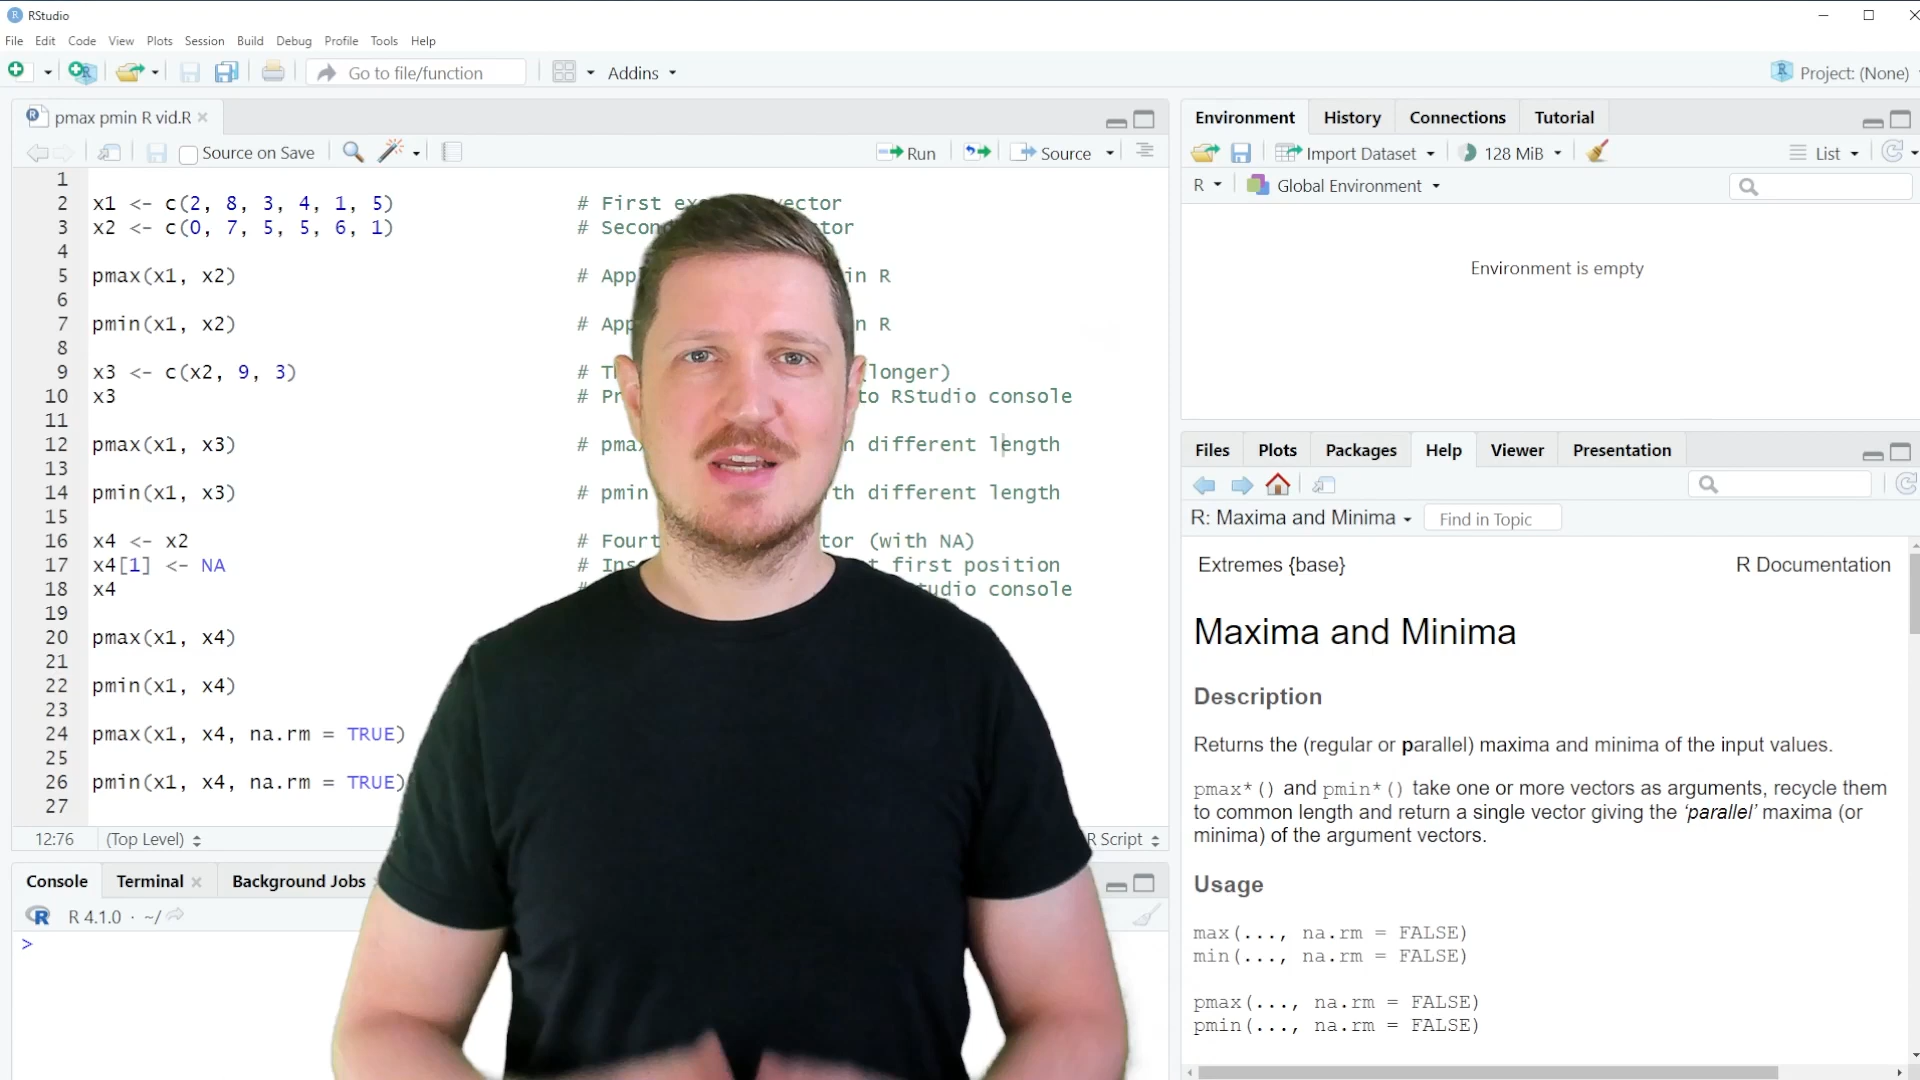 RStudio
File Edit Code View Plots Session Build Debug Profile Tools Help
Go to file/function Addins Project: (None)
pmax pmin R vid.R
Source on Save Run Source
1
2 x1 <- c(2, 8, 3, 4, 1, 5) # First vector
3 x2 <- c(0, 7, 5, 5, 6, 1) #
4
5 pmax(x1, x2) # in R
6
7 pmin(x1, x2) # R
8
9 x3 <- c(x2, 9, 3) # (longer)
10 x3 # to RStudio console
11
12 pmax(x1, x3) # different length
13
14 pmin(x1, x3) # pmin different length
15
16 x4 <- x2 # (with NA)
17 x4[1] <- NA # first position
18 x4 # console
19
20 pmax(x1, x4)
21
22 pmin(x1, x4)
23
24 pmax(x1, x4, na.rm = TRUE)
25
26 pmin(x1, x4, na.rm = TRUE)
27
12:76 (Top Level) R Script
Console Terminal Background Jobs
R 4.1.0 · ~/
>
Environment History Connections Tutorial
Import Dataset 128 MiB List
R Global Environment
Environment is empty
Files Plots Packages Help Viewer Presentation
R: Maxima and Minima Find in Topic
Extremes {base} R Documentation
Maxima and Minima
Description
Returns the (regular or parallel) maxima and minima of the input values.
pmax*() and pmin*() take one or more vectors as arguments, recycle them
to common length and return a single vector giving the ‘parallel’ maxima (or
minima) of the argument vectors.
Usage
max(..., na.rm = FALSE)
min(..., na.rm = FALSE)
pmax(..., na.rm = FALSE)
pmin(..., na.rm = FALSE)